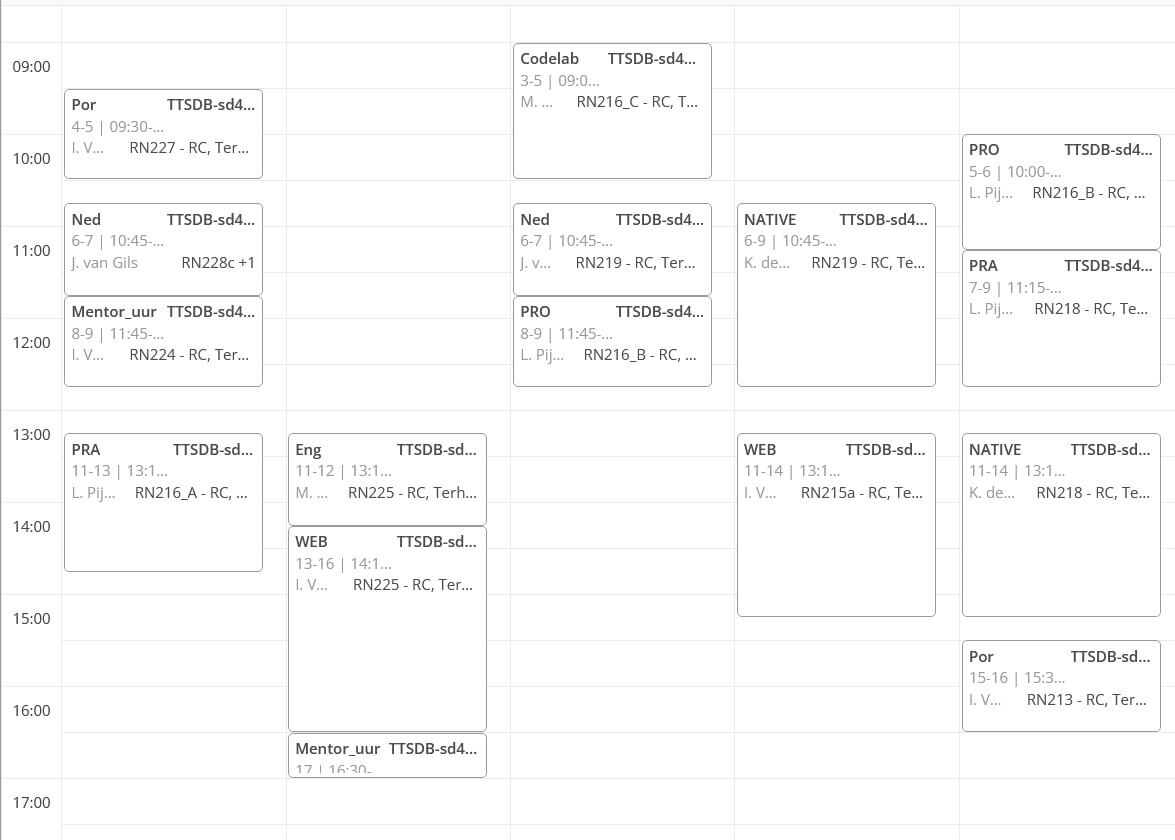 09:00
10:00
11:00
12:00
13:00
14:00
15:00
16:00
17:00
Por TTSDB-sd4...
4-5 | 09:30-...
I. V... RN227 - RC, Ter...
Ned TTSDB-sd4...
6-7 | 10:45-...
J. van Gils RN228c +1
Mentor_uur TTSDB-sd4...
8-9 | 11:45-...
I. V... RN224 - RC, Ter...
PRA TTSDB-sd...
11-13 | 13:1...
L. Pij... RN216_A - RC, ...
Eng TTSDB-sd...
11-12 | 13:1...
M. ... RN225 - RC, Terh...
WEB TTSDB-sd...
13-16 | 14:1...
I. V... RN225 - RC, Ter...
Mentor_uur TTSDB-sd4...
17 | 16:30-
Codelab TTSDB-sd4...
3-5 | 09:0...
M. ... RN216_C - RC, T...
Ned TTSDB-sd4...
6-7 | 10:45-...
J. v... RN219 - RC, Ter...
PRO TTSDB-sd4...
8-9 | 11:45-...
L. Pij... RN216_B - RC, ...
NATIVE TTSDB-sd4...
6-9 | 10:45-...
K. de... RN219 - RC, Te...
WEB TTSDB-sd...
11-14 | 13:1...
I. V... RN215a - RC, Te...
PRO TTSDB-sd4...
5-6 | 10:00-...
L. Pij... RN216_B - RC, ...
PRA TTSDB-sd4...
7-9 | 11:15-...
L. Pij... RN218 - RC, Te...
NATIVE TTSDB-sd...
11-14 | 13:1...
K. de... RN218 - RC, Te...
Por TTSDB-sd...
15-16 | 15:3...
I. V... RN213 - RC, Ter...